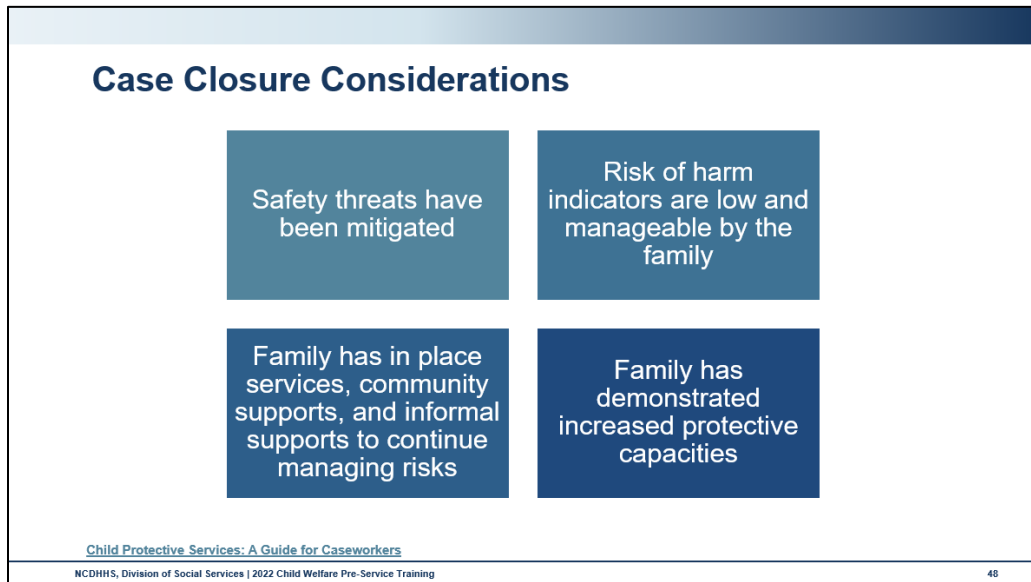 Case Closure Considerations
Safety threats have
been mitigated
Risk of harm
indicators are low and
manageable by the
family
Family has in place
services, community
supports, and informal
supports to continue
managing risks
Family has
demonstrated
increased protective
capacities
Child Protective Services: A Guide for Caseworkers
NCDHHS, Division of Social Services | 2022 Child Welfare Pre-Service Training
48